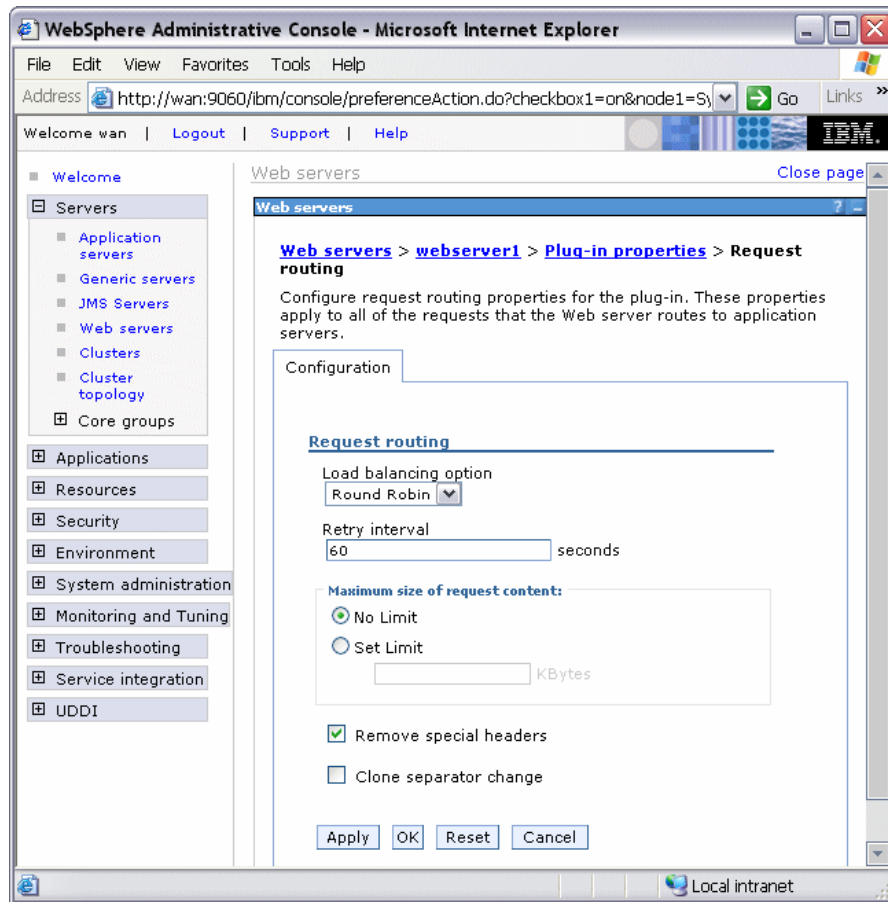 WebSphere Administrative Console - Microsoft Internet Explorer
File Edit View Favorites Tools Help
Address http://wan:9060/ibm/console/preferenceAction.do?checkbox1=on&node1=Sy Go Links »
Welcome wan | Logout | Support | Help IBM.
Welcome
Servers
Application
servers
Generic servers
JMS Servers
Web servers
Clusters
Cluster
topology
Core groups
Applications
Resources
Security
Environment
System administration
Monitoring and Tuning
Troubleshooting
Service integration
UDDI
Web servers Close page
Web servers ? –
Web servers > webserver1 > Plug-in properties > Request
routing
Configure request routing properties for the plug-in. These properties
apply to all of the requests that the Web server routes to application
servers.
Configuration
Request routing
Load balancing option
Round Robin
Retry interval
60 seconds
Maximum size of request content:
No Limit
Set Limit
KBytes
Remove special headers
Clone separator change
Apply OK Reset Cancel
Local intranet